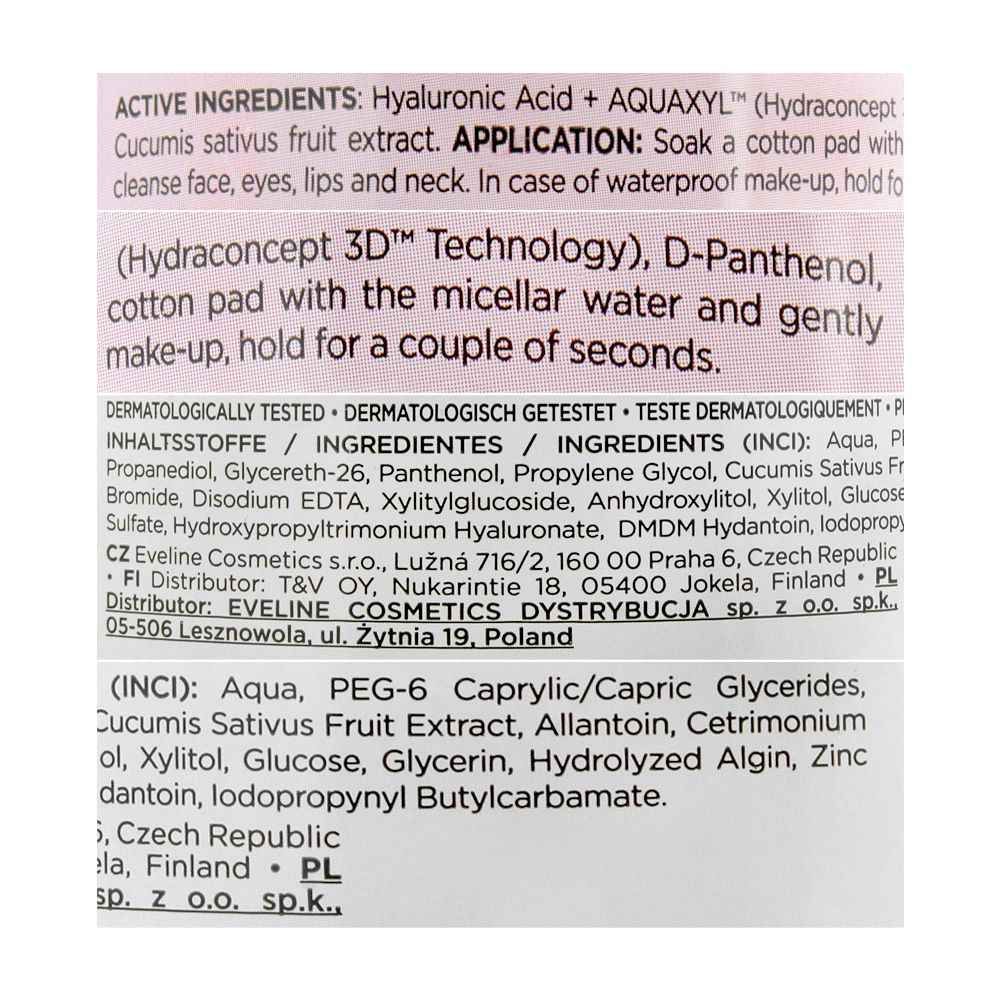 ACTIVE INGREDIENTS: Hyaluronic Acid + AQUAXYL™ (Hydraconcept
Cucumis sativus fruit extract. APPLICATION: Soak a cotton pad with
cleanse face, eyes, lips and neck. In case of waterproof make-up, hold fo
(Hydraconcept 3D™ Technology), D-Panthenol,
cotton pad with the micellar water and gently
make-up, hold for a couple of seconds.
DERMATOLOGICALLY TESTED • DERMATOLOGISCH GETESTET • TESTE DERMATOLOGIQUEMENT •
INHALTSSTOFFE / INGREDIENTES / INGREDIENTS (INCI): Aqua,
Propanediol, Glycereth-26, Panthenol, Propylene Glycol, Cucumis Sativus Fr
Bromide, Disodium EDTA, Xylitylglucoside, Anhydroxylitol, Xylitol, Glucose
Sulfate, Hydroxypropyltrimonium Hyaluronate, DMDM Hydantoin, Iodopropy
CZ Eveline Cosmetics s.r.o., Lužná 716/2, 160 00 Praha 6, Czech Republic
• FI Distributor: T&V OY, Nukarintie 18, 05400 Jokela, Finland • PL
Distributor: EVELINE COSMETICS DYSTRYBUCJA sp. z o.o. sp.k.,
05-506 Lesznowola, ul. Żytnia 19, Poland
(INCI): Aqua, PEG-6 Caprylic/Capric Glycerides,
Cucumis Sativus Fruit Extract, Allantoin, Cetrimonium
ol, Xylitol, Glucose, Glycerin, Hydrolyzed Algin, Zinc
dantoin, Iodopropynyl Butylcarbamate.
6, Czech Republic
ela, Finland • PL
sp. z o.o. sp.k.,